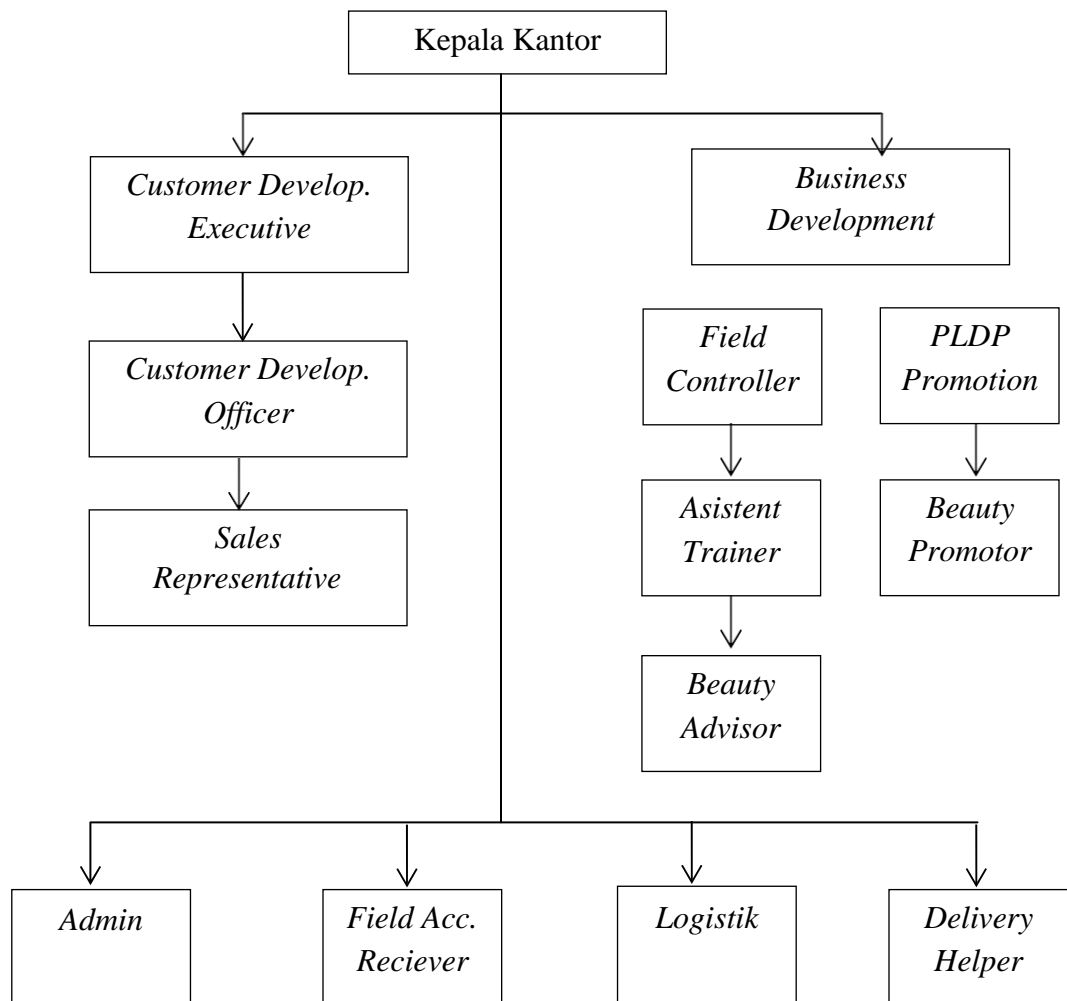 Kepala Kantor
Customer Develop.
Executive
Business
Development
Customer Develop.
Officer
Sales
Representative
Field
Controller
PLDP
Promotion
Asistent
Trainer
Beauty
Promotor
Beauty
Advisor
Admin
Field Acc.
Reciever
Logistik
Delivery
Helper